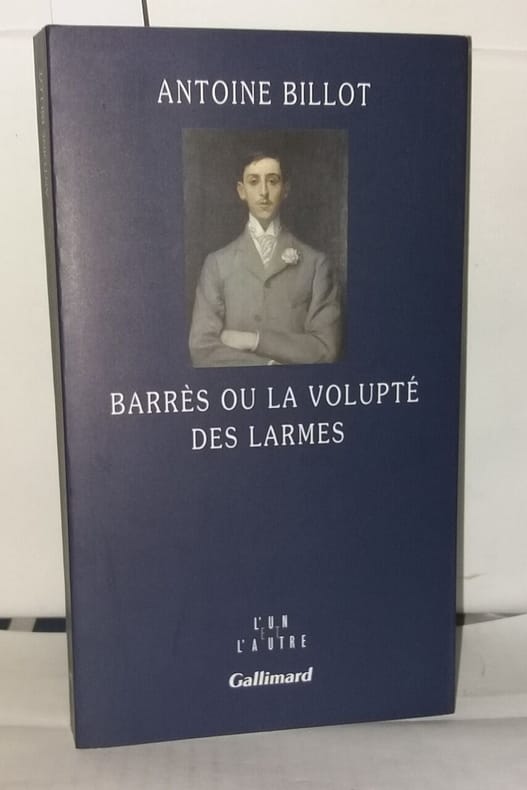 ANTOINE BILLOT
BARRÈS OU LA VOLUPTÉ
DES LARMES
L'UN
ET
L'AUTRE
Gallimard